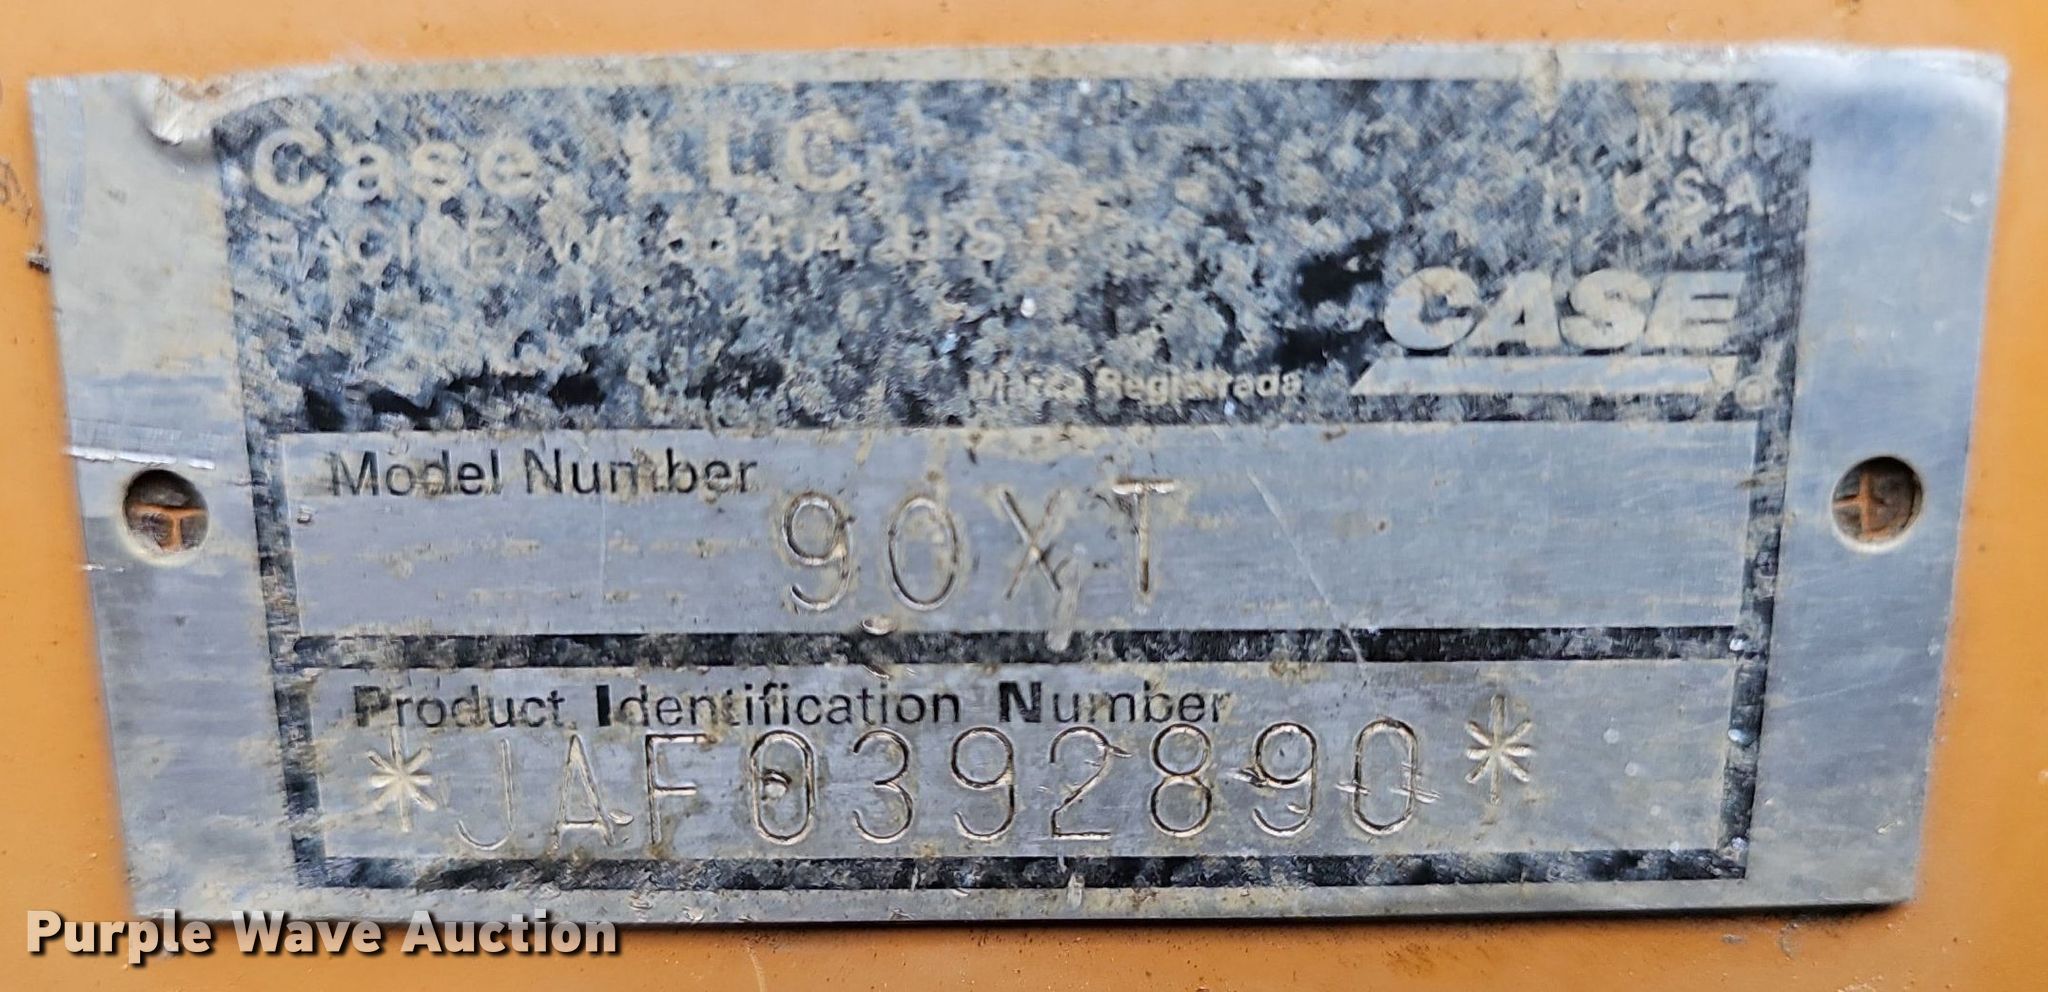 Case, LLC
RACINE, WI 53404 U.S.A.
Made
in U.S.A
CASE
Marca Registrada ®
Model Number
90XT
Product Identification Number
*JAF0392890*
Purple Wave Auction